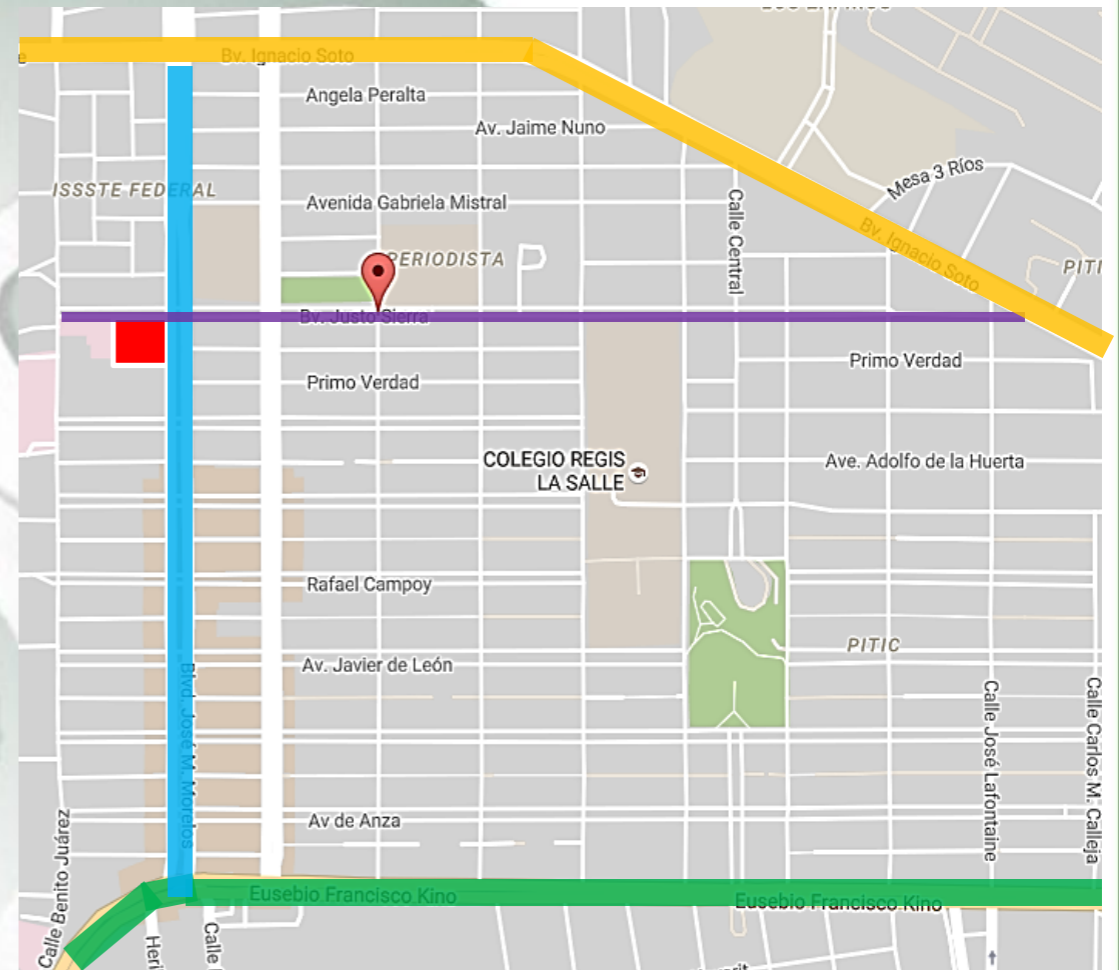 Bv. Ignacio Soto
Angela Peralta
Av. Jaime Nuno
Mesa 3 Ríos
ISSSTE FEDERAL
Avenida Gabriela Mistral
Calle Central
Bv. Ignacio Soto
PERIODISTA
PITI
Bv. Justo Sierra
Primo Verdad
Primo Verdad
COLEGIO REGIS
LA SALLE
Ave. Adolfo de la Huerta
Rafael Campoy
PITIC
Av. Javier de León
Blvd. José M. Morelos
Calle José Lafontaine
Calle Carlos M. Calleja
Av de Anza
Calle Benito Juárez
Eusebio Francisco Kino
Eusebio Francisco Kino
Heri
Calle